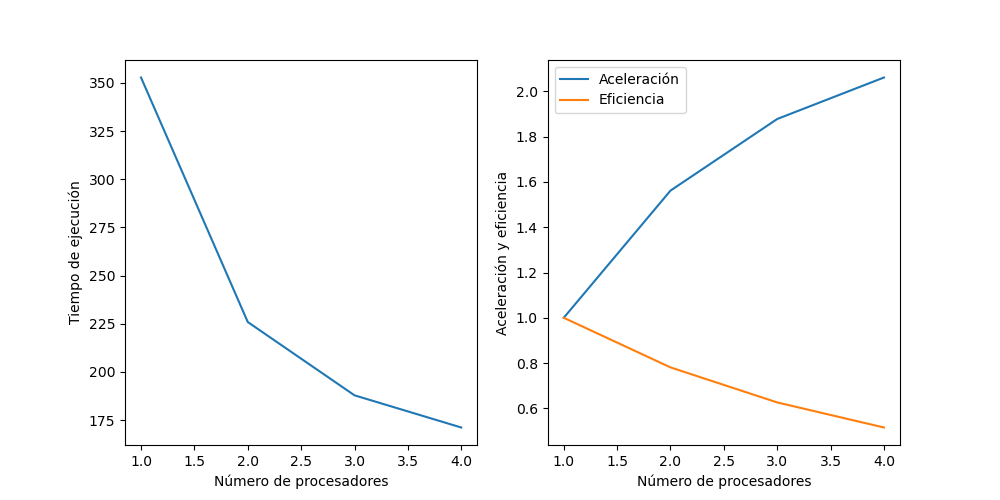 350
325
300
275
250
225
200
175
Tiempo de ejecución
1.0 1.5 2.0 2.5 3.0 3.5 4.0
Número de procesadores
Aceleración
Eficiencia
2.0
1.8
1.6
1.4
1.2
1.0
0.8
0.6
Aceleración y eficiencia
1.0 1.5 2.0 2.5 3.0 3.5 4.0
Número de procesadores